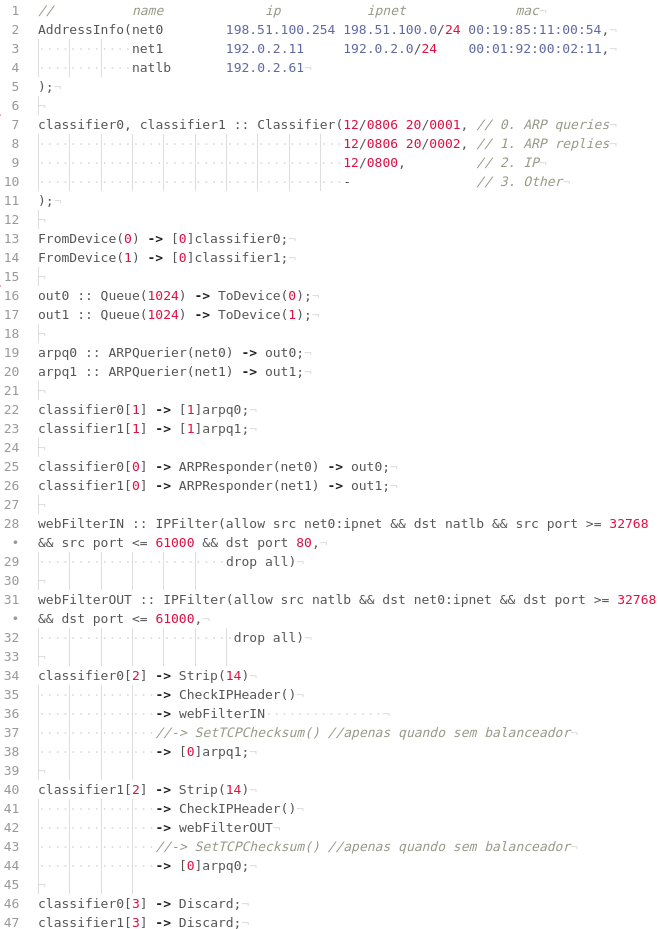 1 // name ip ipnet mac
2 AddressInfo(net0 198.51.100.254 198.51.100.0/24 00:19:85:11:00:54,
3 net1 192.0.2.11 192.0.2.0/24 00:01:92:00:02:11,
4 natlb 192.0.2.61
5 );
6
7 classifier0, classifier1 :: Classifier(12/0806 20/0001, // 0. ARP queries
8 12/0806 20/0002, // 1. ARP replies
9 12/0800, // 2. IP
10 - // 3. Other
11 );
12
13 FromDevice(0) -> [0]classifier0;
14 FromDevice(1) -> [0]classifier1;
15
16 out0 :: Queue(1024) -> ToDevice(0);
17 out1 :: Queue(1024) -> ToDevice(1);
18
19 arpq0 :: ARPQuerier(net0) -> out0;
20 arpq1 :: ARPQuerier(net1) -> out1;
21
22 classifier0[1] -> [1]arpq0;
23 classifier1[1] -> [1]arpq1;
24
25 classifier0[0] -> ARPResponder(net0) -> out0;
26 classifier1[0] -> ARPResponder(net1) -> out1;
27
28 webFilterIN :: IPFilter(allow src net0:ipnet && dst natlb && src port >= 32768
• && src port <= 61000 && dst port 80,
29 drop all)
30
31 webFilterOUT :: IPFilter(allow src natlb && dst net0:ipnet && dst port >= 32768
• && dst port <= 61000,
32 drop all)
33
34 classifier0[2] -> Strip(14)
35 -> CheckIPHeader()
36 -> webFilterIN
37 //-> SetTCPChecksum() //apenas quando sem balanceador
38 -> [0]arpq1;
39
40 classifier1[2] -> Strip(14)
41 -> CheckIPHeader()
42 -> webFilterOUT
43 //-> SetTCPChecksum() //apenas quando sem balanceador
44 -> [0]arpq0;
45
46 classifier0[3] -> Discard;
47 classifier1[3] -> Discard;